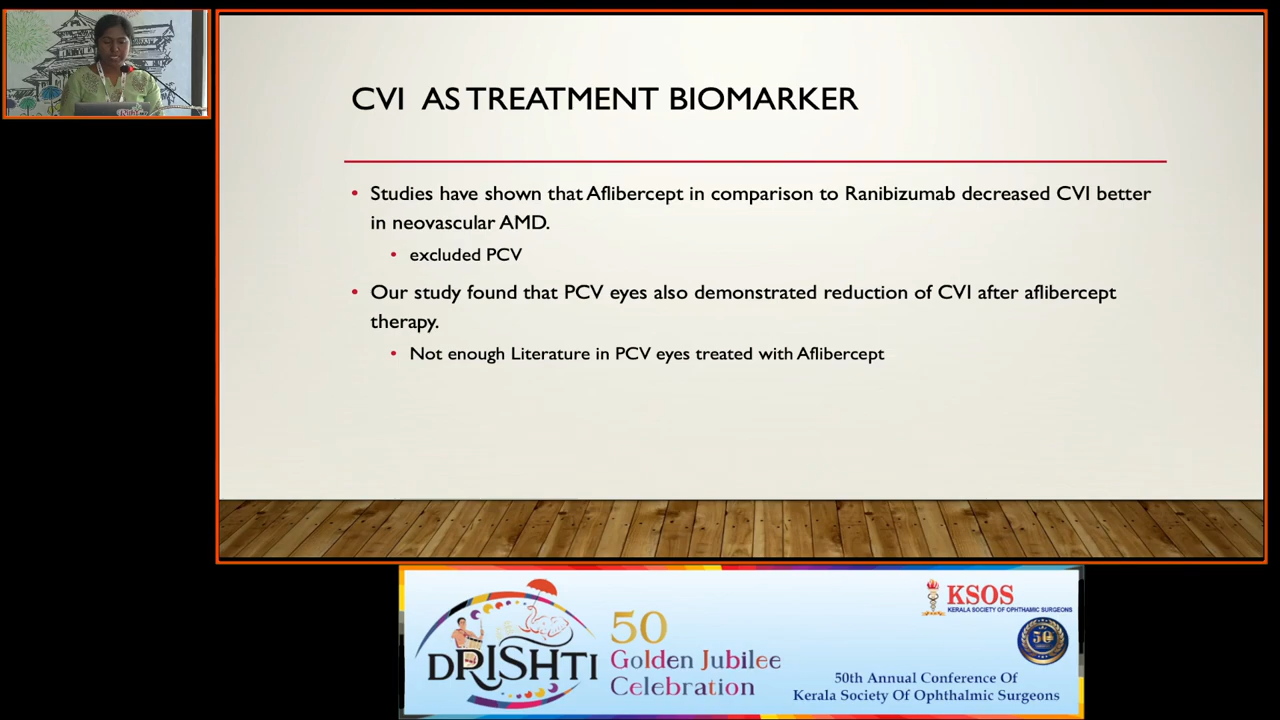 CVI AS TREATMENT BIOMARKER
• Studies have shown that Aflibercept in comparison to Ranibizumab decreased CVI better
in neovascular AMD.
• excluded PCV
• Our study found that PCV eyes also demonstrated reduction of CVI after aflibercept
therapy.
• Not enough Literature in PCV eyes treated with Aflibercept
DRISHTI
50
Golden Jubilee
Celebration
KSOS
KERALA SOCIETY OF OPHTHAMIC SURGEONS
50
50th Annual Conference Of
Kerala Society Of Ophthalmic Surgeons